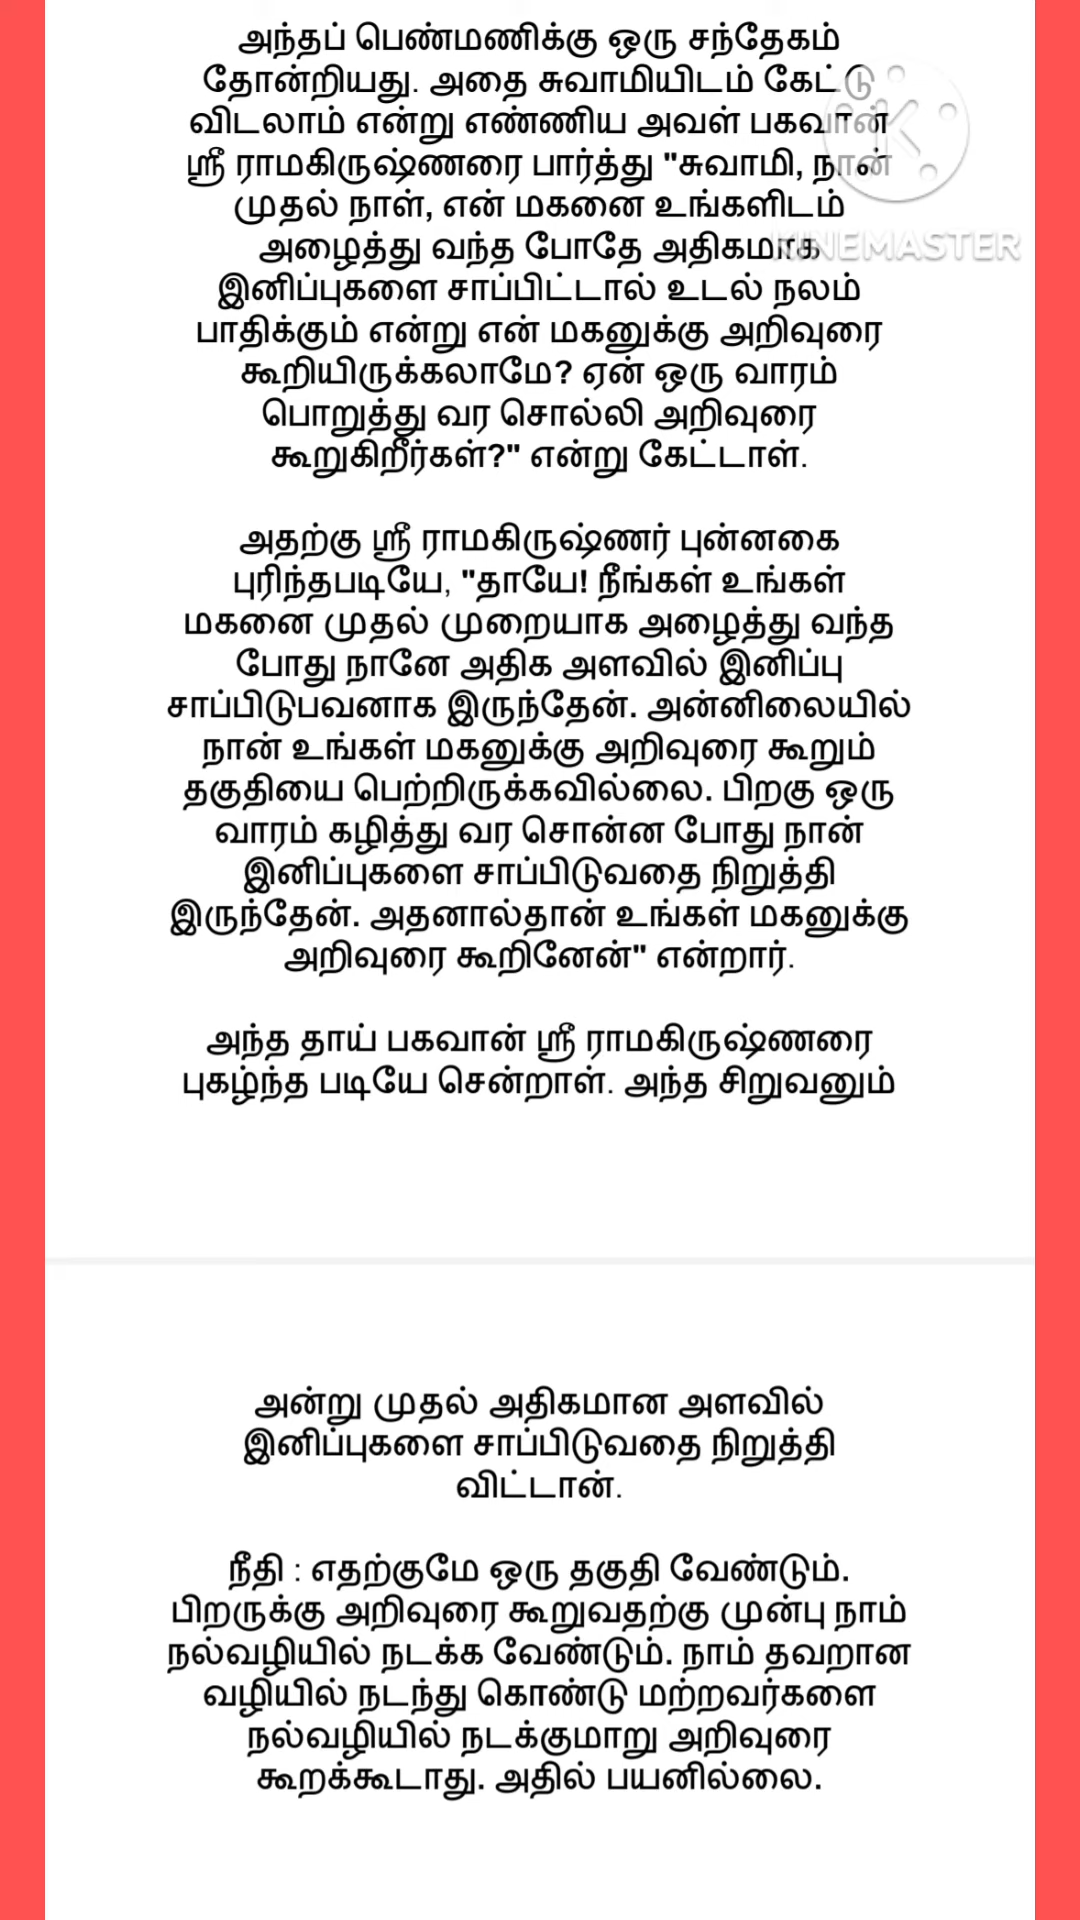 அந்தப் பெண்மணிக்கு ஒரு சந்தேகம்
தோன்றியது. அதை சுவாமியிடம் கேட்டு
விடலாம் என்று எண்ணிய அவள் பகவான்
ஸ்ரீ ராமகிருஷ்ணரை பார்த்து "சுவாமி, நான்
முதல் நாள், என் மகனை உங்களிடம்
அழைத்து வந்த போதே அதிகமாக
KINEMASTER
இனிப்புகளை சாப்பிட்டால் உடல் நலம்
பாதிக்கும் என்று என் மகனுக்கு அறிவுரை
கூறியிருக்கலாமே? ஏன் ஒரு வாரம்
பொறுத்து வர சொல்லி அறிவுரை
கூறுகிறீர்கள்?" என்று கேட்டாள்.
அதற்கு ஸ்ரீ ராமகிருஷ்ணர் புன்னகை
புரிந்தபடியே, "தாயே! நீங்கள் உங்கள்
மகனை முதல் முறையாக அழைத்து வந்த
போது நானே அதிக அளவில் இனிப்பு
சாப்பிடுபவனாக இருந்தேன். அன்னிலையில்
நான் உங்கள் மகனுக்கு அறிவுரை கூறும்
தகுதியை பெற்றிருக்கவில்லை. பிறகு ஒரு
வாரம் கழித்து வர சொன்ன போது நான்
இனிப்புகளை சாப்பிடுவதை நிறுத்தி
இருந்தேன். அதனால்தான் உங்கள் மகனுக்கு
அறிவுரை கூறினேன்" என்றார்.
அந்த தாய் பகவான் ஸ்ரீ ராமகிருஷ்ணரை
புகழ்ந்த படியே சென்றாள். அந்த சிறுவனும்
அன்று முதல் அதிகமான அளவில்
இனிப்புகளை சாப்பிடுவதை நிறுத்தி
விட்டான்.
நீதி : எதற்குமே ஒரு தகுதி வேண்டும்.
பிறருக்கு அறிவுரை கூறுவதற்கு முன்பு நாம்
நல்வழியில் நடக்க வேண்டும். நாம் தவறான
வழியில் நடந்து கொண்டு மற்றவர்களை
நல்வழியில் நடக்குமாறு அறிவுரை
கூறக்கூடாது. அதில் பயனில்லை.